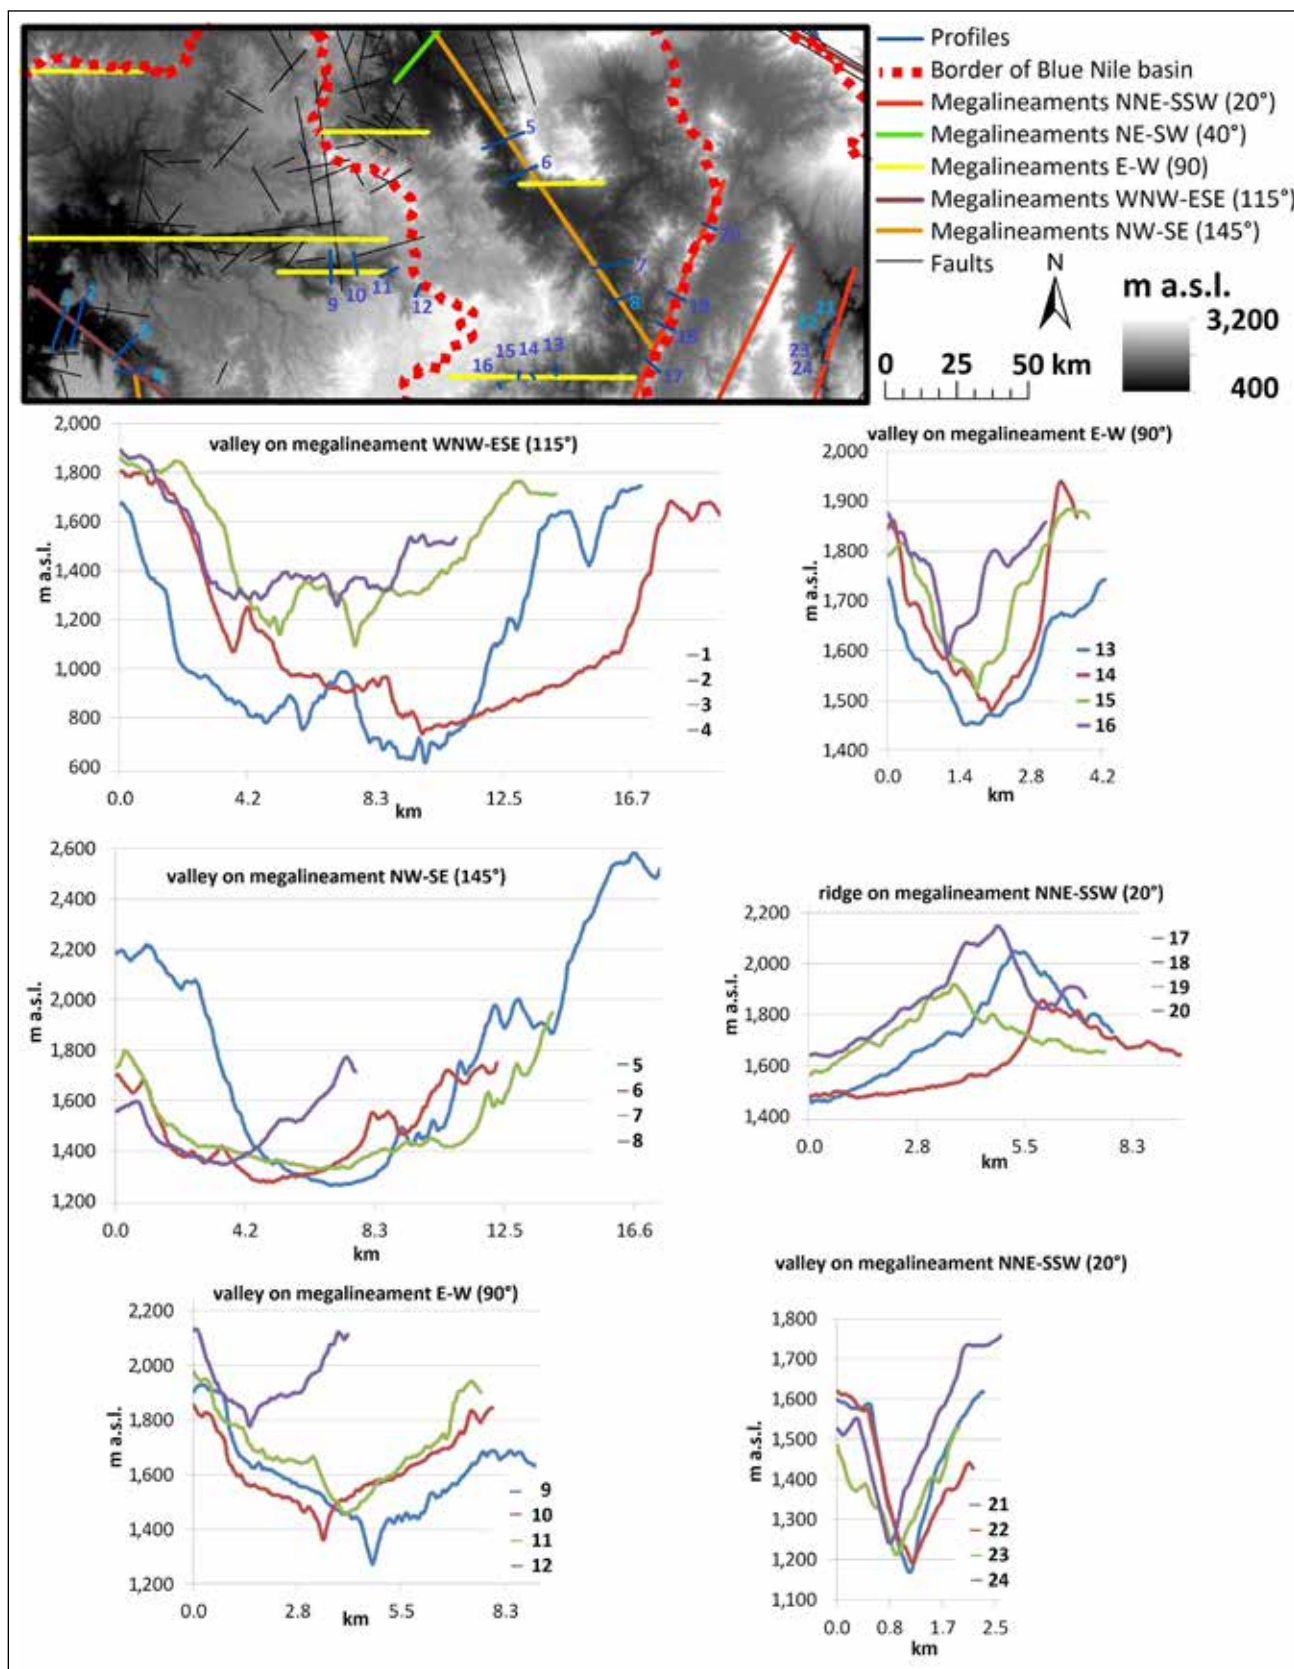 Profiles
Border of Blue Nile basin
Megalineaments NNE-SSW (20°)
Megalineaments NE-SW (40°)
Megalineaments E-W (90)
Megalineaments WNW-ESE (115°)
Megalineaments NW-SE (145°)
Faults
N
m a.s.l.
3,200
400
0 25 50 km
5
6
7
8
9 10 11 12
13
14
15
16
17
18
19
20
21
23
24
valley on megalineament WNW-ESE (115°)
m a.s.l.
2,000
1,800
1,600
1,400
1,200
1,000
800
600
0.0 4.2 8.3 12.5 16.7
km
1
2
3
4
valley on megalineament E-W (90°)
m a.s.l.
2,000
1,900
1,800
1,700
1,600
1,500
1,400
0.0 1.4 2.8 4.2
km
13
14
15
16
valley on megalineament NW-SE (145°)
m a.s.l.
2,600
2,400
2,200
2,000
1,800
1,600
1,400
1,200
0.0 4.2 8.3 12.5 16.6
km
5
6
7
8
ridge on megalineament NNE-SSW (20°)
m a.s.l.
2,200
2,000
1,800
1,600
1,400
0.0 2.8 5.5 8.3
km
17
18
19
20
valley on megalineament E-W (90°)
m a.s.l.
2,200
2,000
1,800
1,600
1,400
1,200
0.0 2.8 5.5 8.3
km
9
10
11
12
valley on megalineament NNE-SSW (20°)
m a.s.l.
1,800
1,700
1,600
1,500
1,400
1,300
1,200
1,100
0.0 0.8 1.7 2.5
km
21
22
23
24